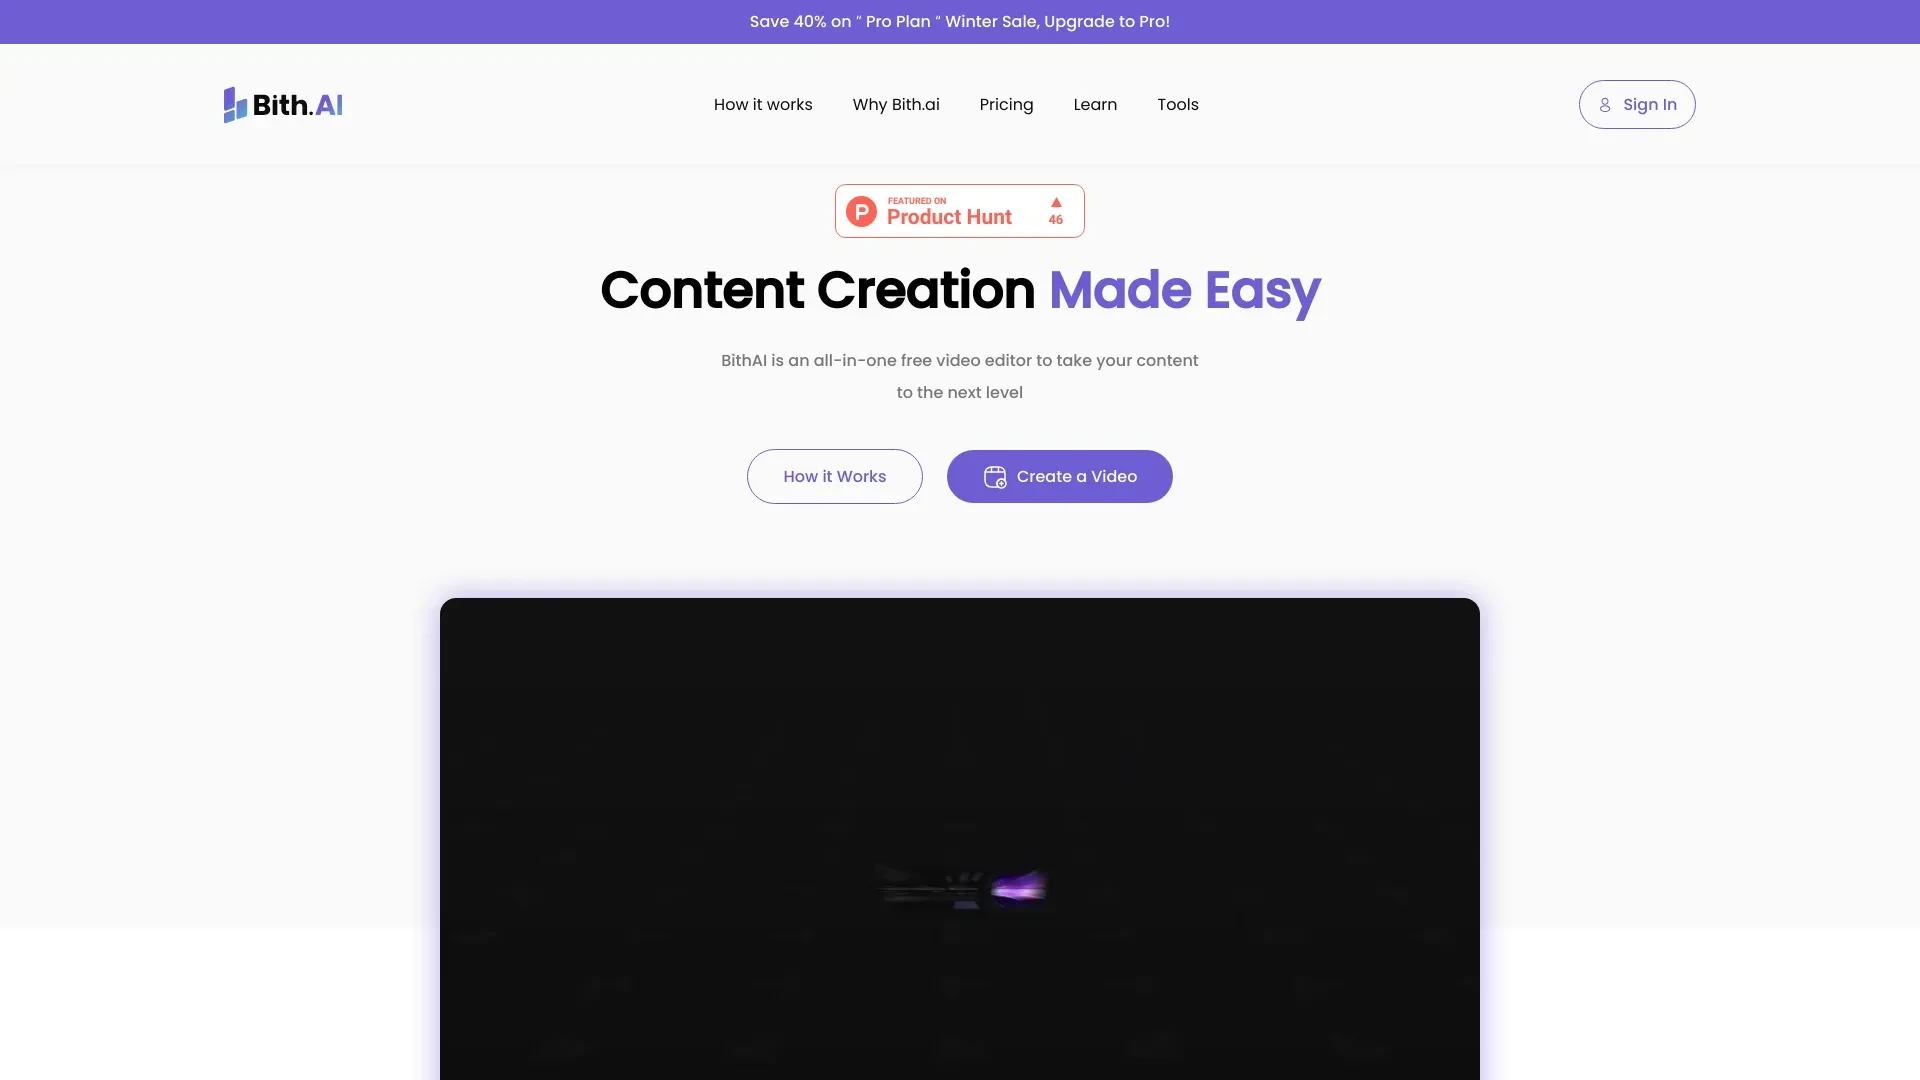 Save 40% on “ Pro Plan “ Winter Sale, Upgrade to Pro!
Bith.AI
How it works
Why Bith.ai
Pricing
Learn
Tools
Sign In
P
FEATURED ON
Product Hunt
▲
46
Content Creation Made Easy
BithAI is an all-in-one free video editor to take your content
to the next level
How it Works
Create a Video